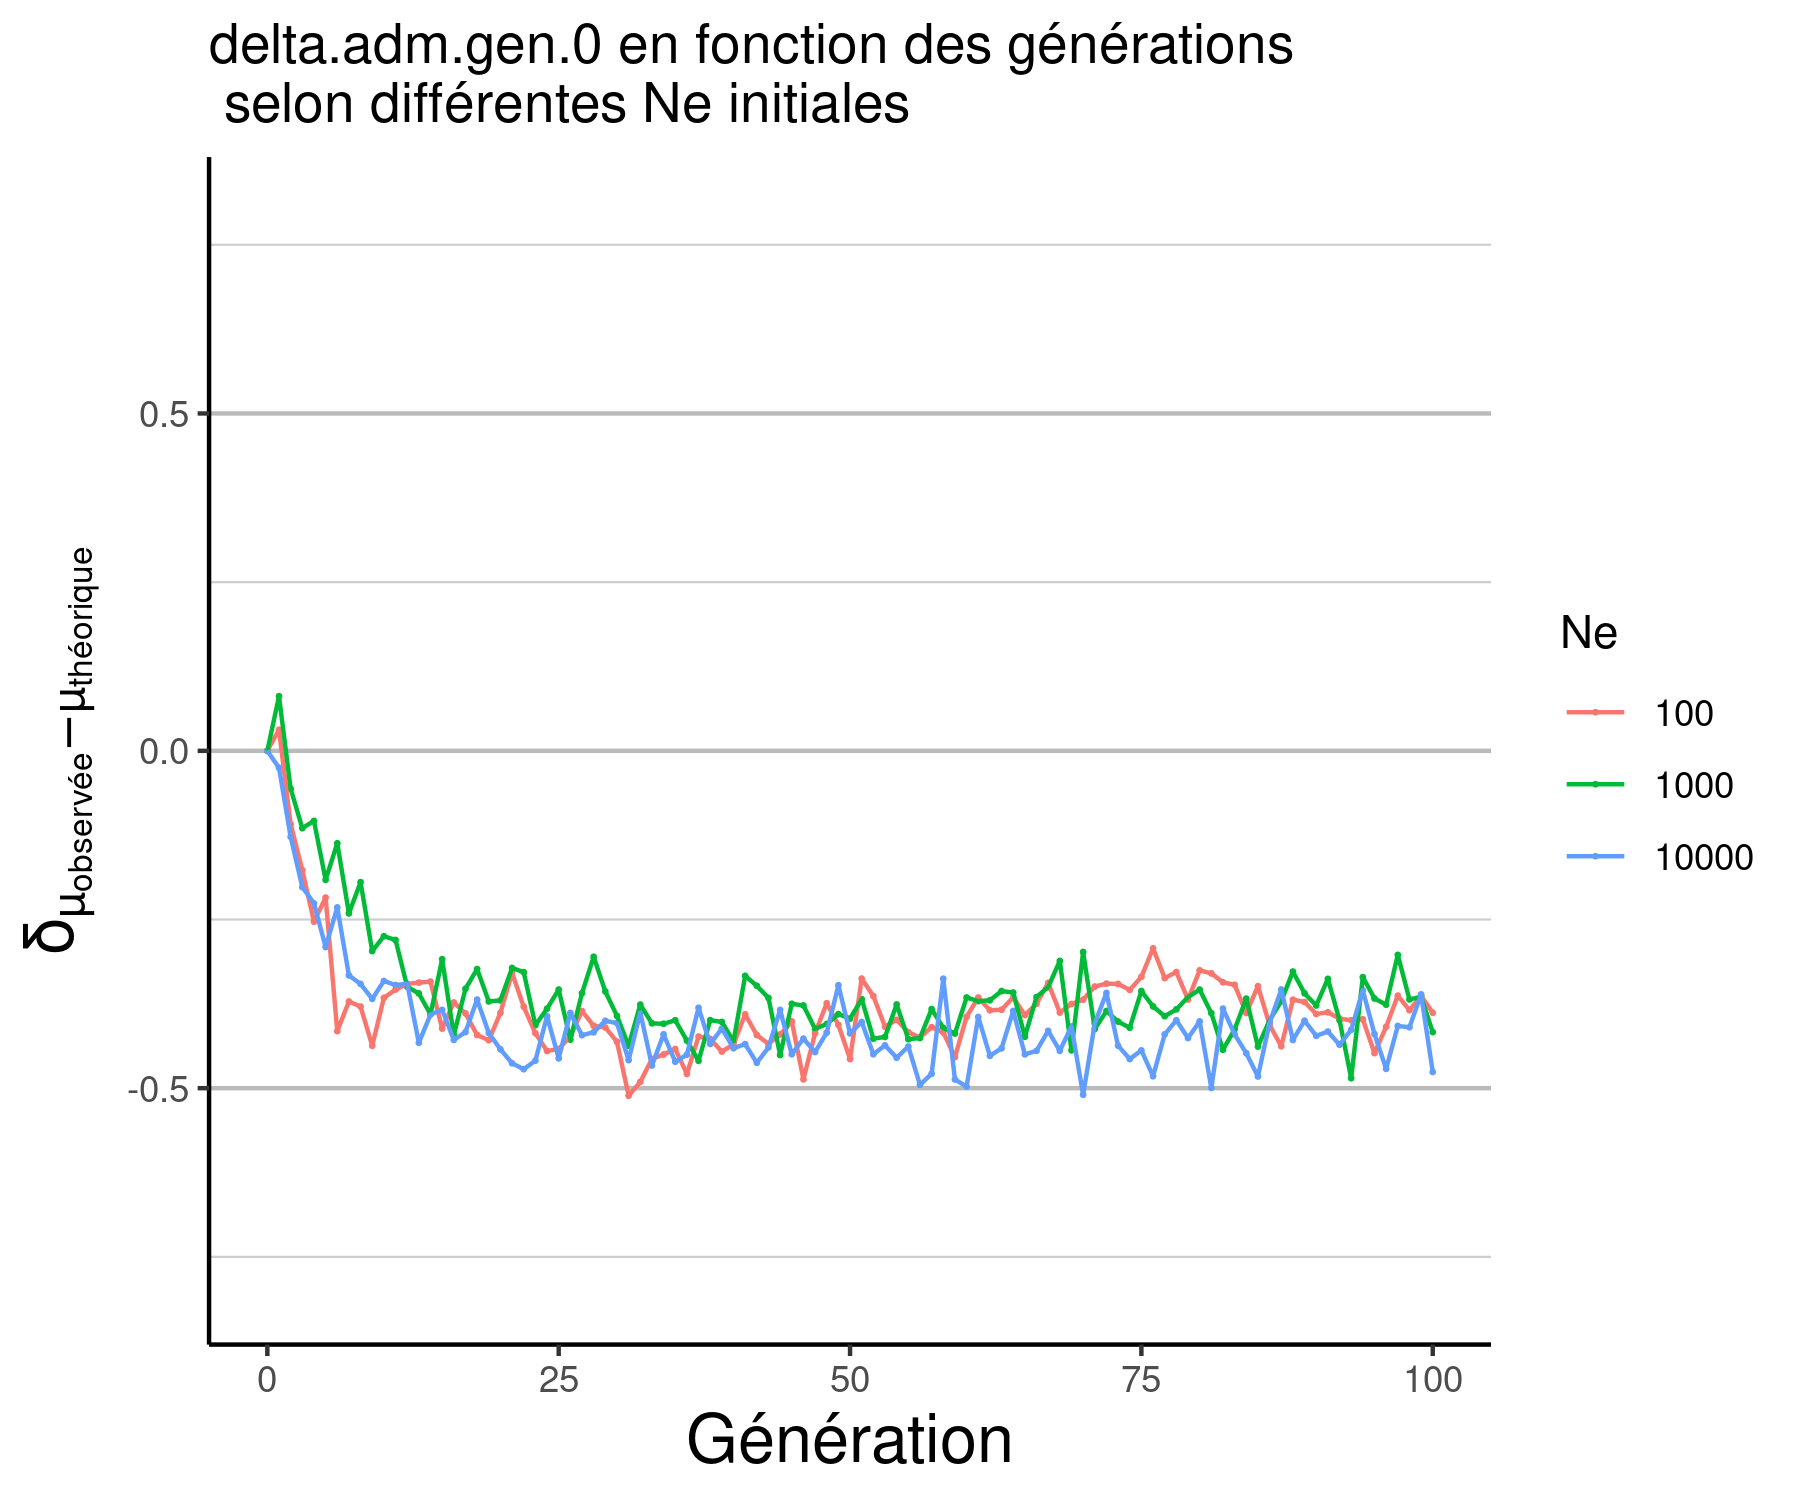 delta.adm.gen.0 en fonction des générations
selon différentes Ne initiales
δμobservée−μthéorique
0.5
0.0
-0.5
0 25 50 75 100
Génération
Ne
100
1000
10000